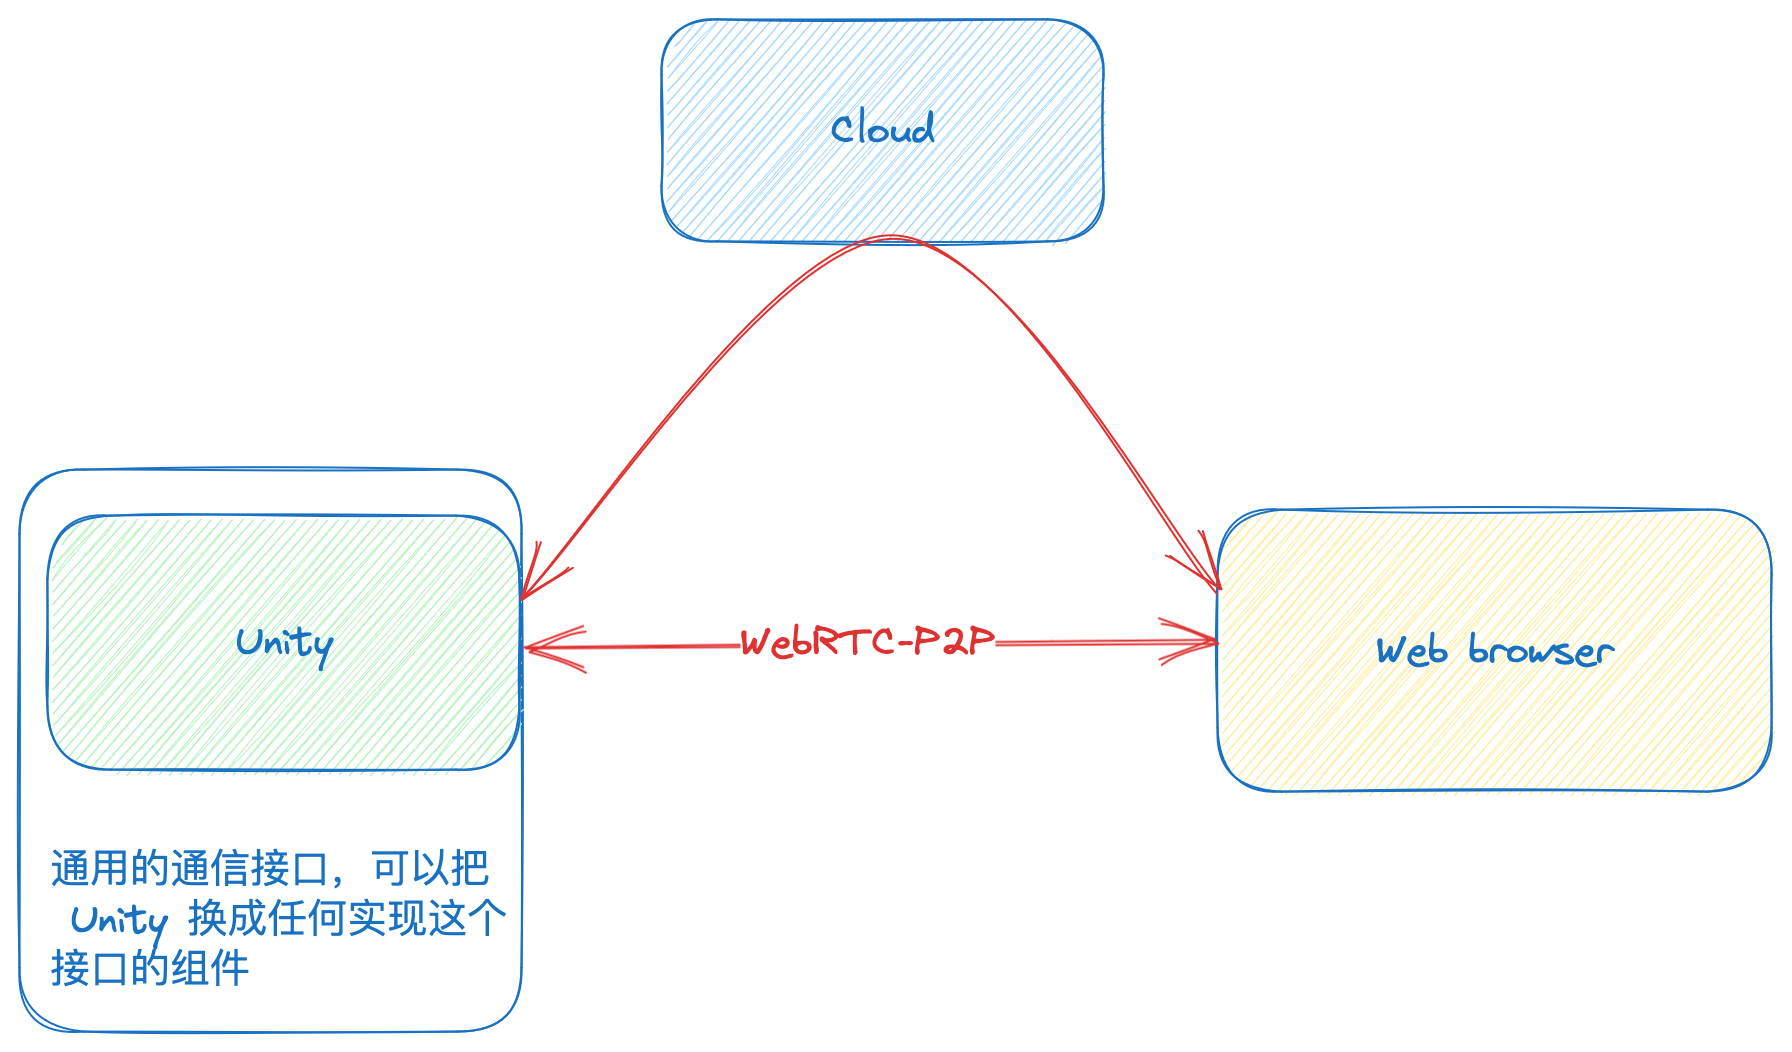 Cloud
Unity
WebRTC-P2P
Web browser
通用的通信接口，可以把
Unity 换成任何实现这个
接口的组件